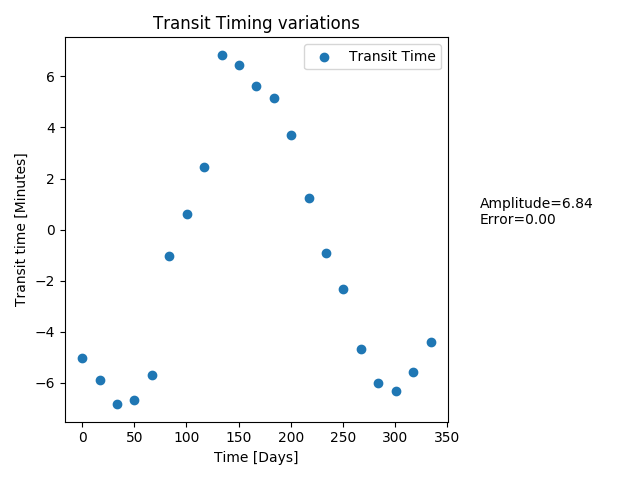 Transit Timing variations
Transit Time
6
4
2
0
−2
−4
−6
Transit time [Minutes]
0
50
100
150
200
250
300
350
Time [Days]
Amplitude=6.84
Error=0.00